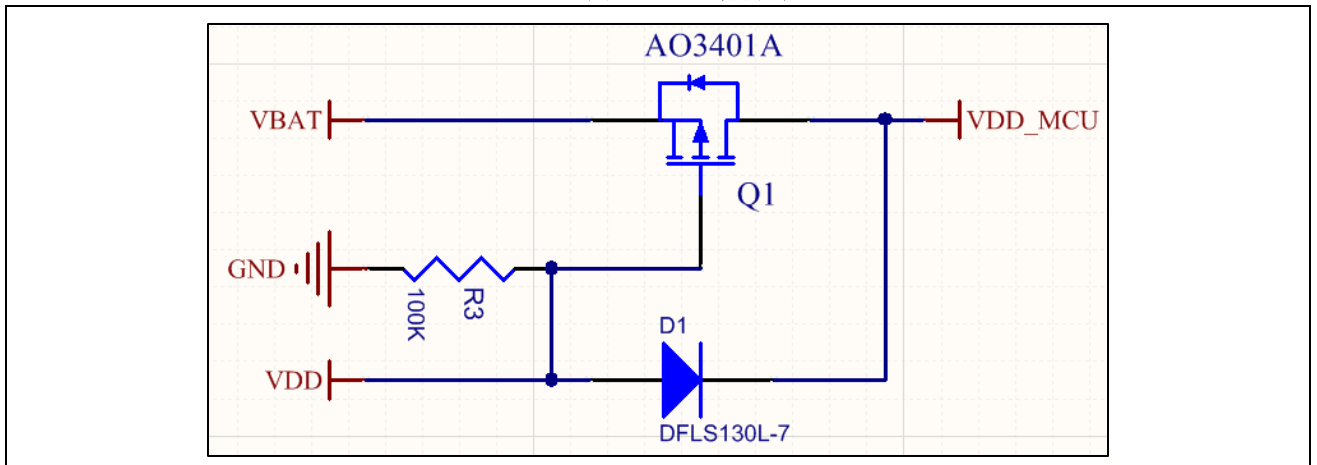 AO3401A
VBAT
VDD_MCU
Q1
GND
100K
R3
D1
VDD
DFLS130L-7